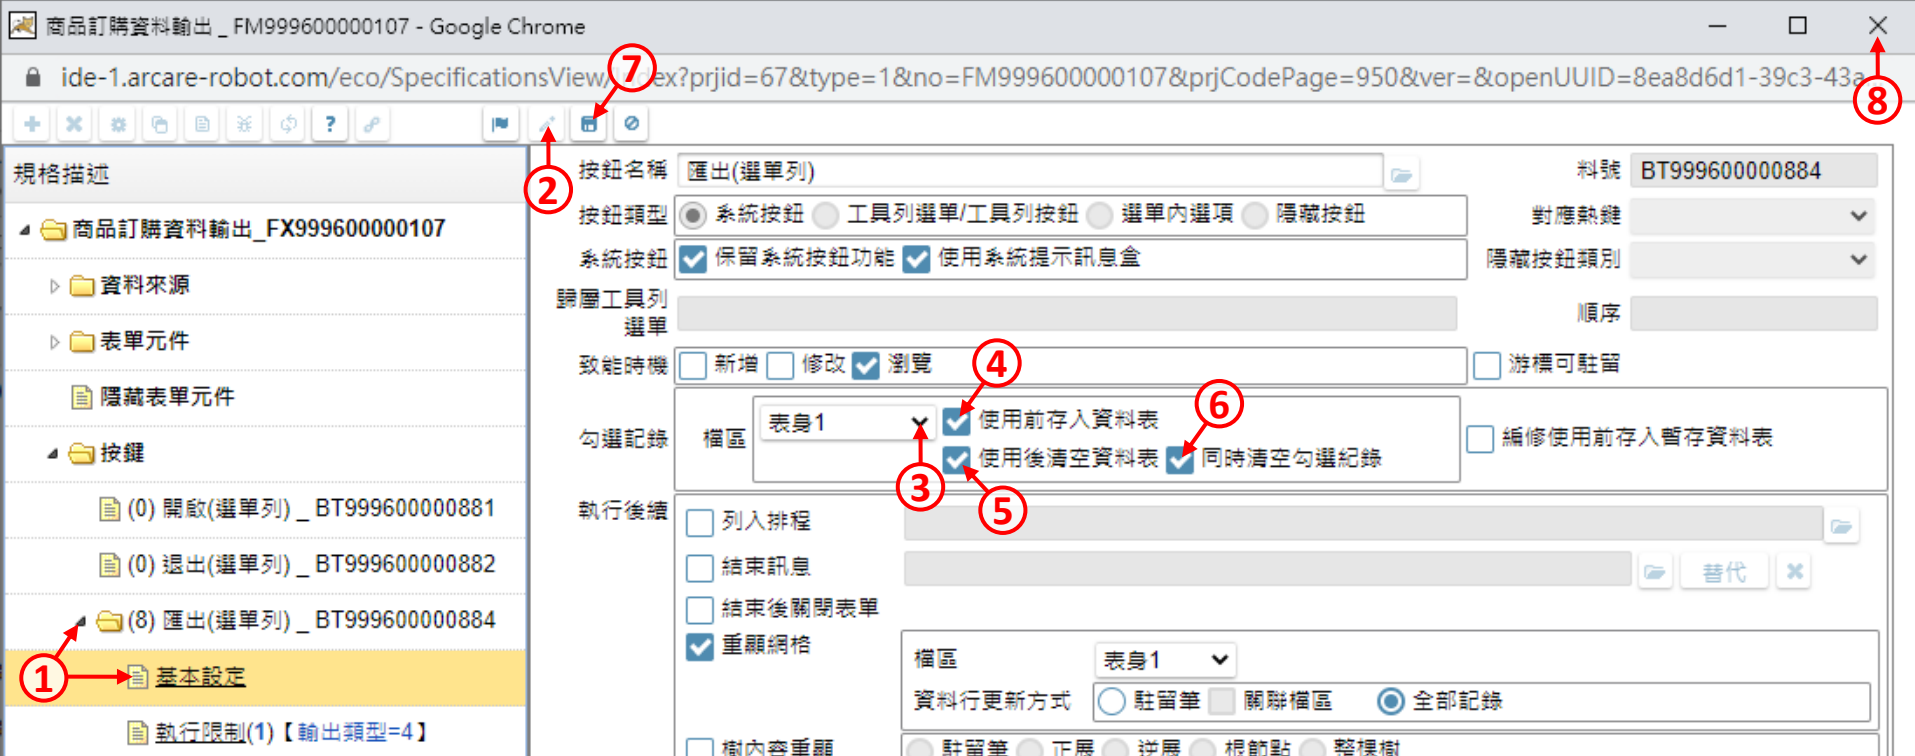 商品訂購資料輸出 _ FM999600000107 - Google Chrome
ide-1.arcare-robot.com/eco/SpecificationsView/Index?prjid=67&type=1&no=FM999600000107&prjCodePage=950&ver=&openUUID=8ea8d6d1-39c3-43a
⑦
⑧
?
②
規格描述
商品訂購資料輸出_FX999600000107
資料來源
表單元件
隱藏表單元件
按鍵
(0) 開啟(選單列) _ BT999600000881
(0) 退出(選單列) _ BT999600000882
(8) 匯出(選單列) _ BT999600000884
①
基本設定
執行限制(1)【輸出類型=4】
按鈕名稱 匯出(選單列) 料號 BT999600000884
按鈕類型 系統按鈕 工具列選單/工具列按鈕 選單內選項 隱藏按鈕 對應熱鍵
系統按鈕 保留系統按鈕功能 使用系統提示訊息盒 隱藏按鈕類別
歸屬工具列
選單 順序
致能時機 新增 修改 瀏覽 ④ 游標可駐留
⑥
勾選記錄 檔區 表身1 使用前存入資料表 編修使用前存入暫存資料表
使用後清空資料表 同時清空勾選紀錄
③
⑤
執行後續 列入排程
結束訊息 替代
結束後關閉表單
重顯網格 檔區 表身1
資料行更新方式 駐留筆 關聯檔區 全部記錄
樹內容重顯 駐留筆 正展 逆展 根節點 整棵樹